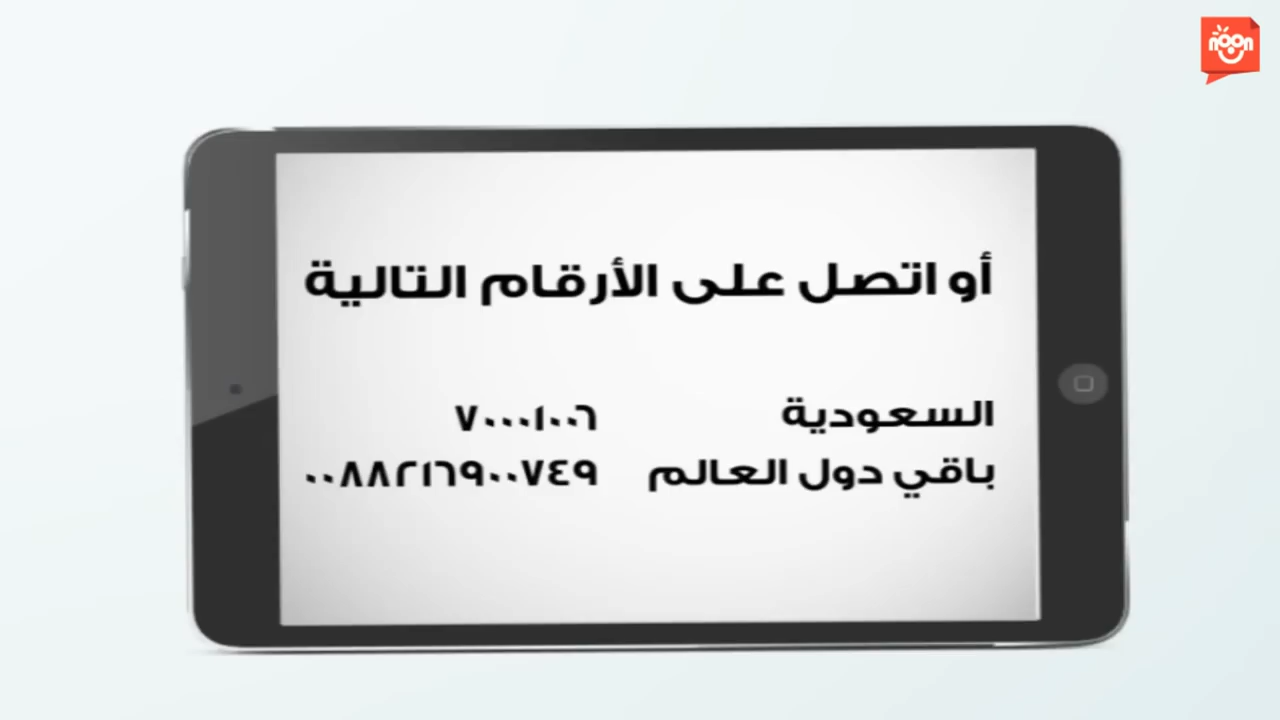 noon
أو اتصل على الأرقام التالية
السعودية ٧٠٠٠١٠٠٦
باقي دول العالم ٠٠٨٨٢١٦٩٠٠٧٤٩